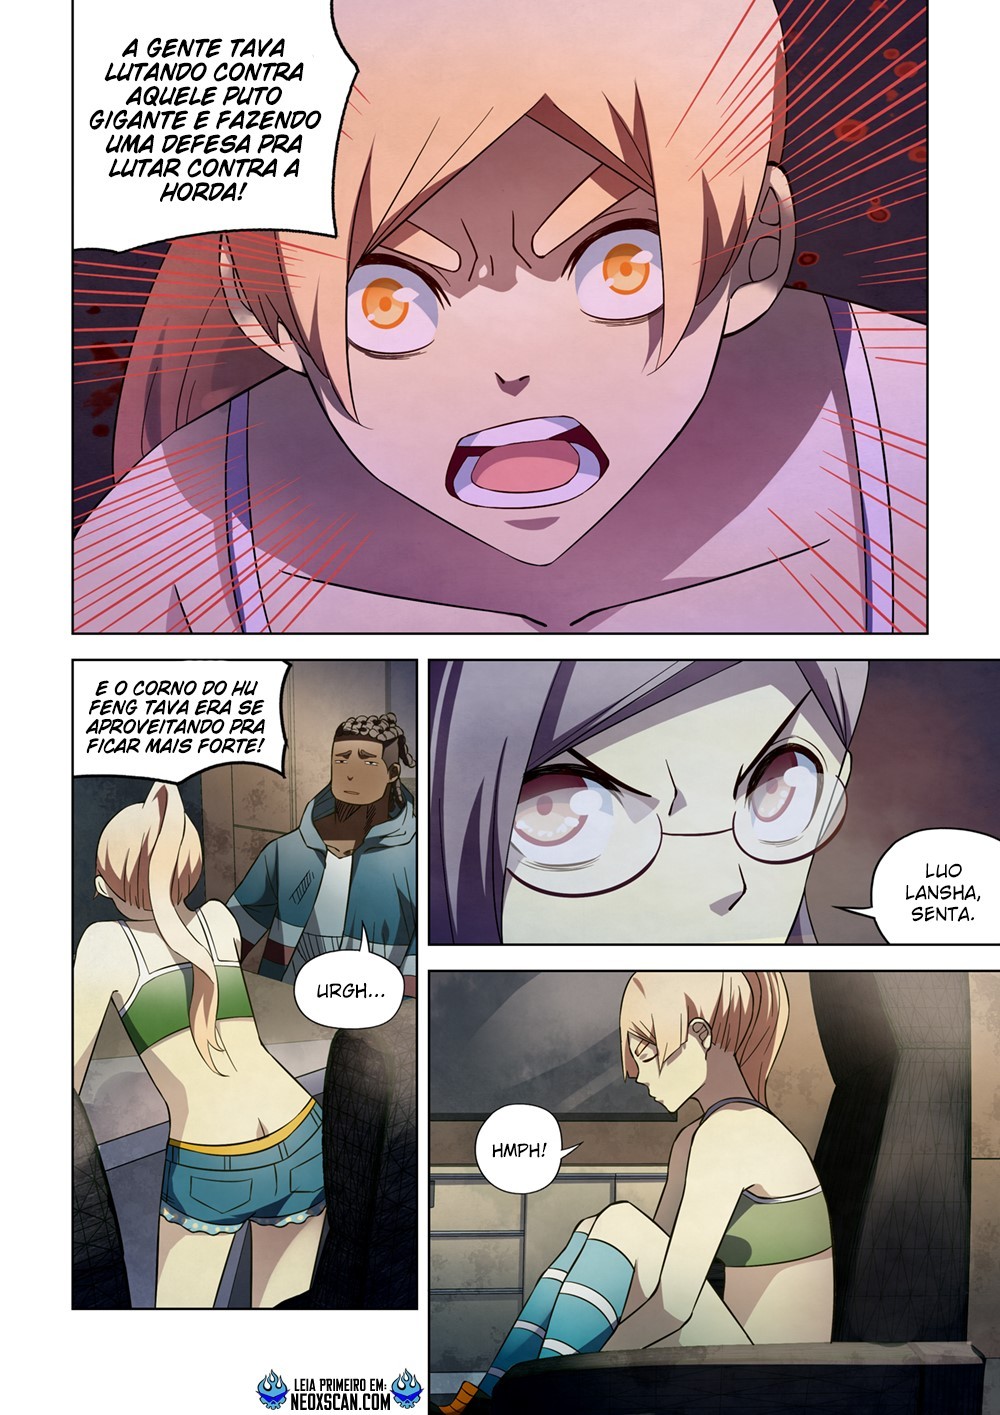 A GENTE TAVA
LUTANDO CONTRA
AQUELE PUTO
GIGANTE E FAZENDO
UMA DEFESA PRA
LUTAR CONTRA A
HORDA!
E O CORNO DO HU
FENG TAVA ERA SE
APROVEITANDO PRA
FICAR MAIS FORTE!
URGH...
LUO
LANSHA,
SENTA.
HMPH!
LEIA PRIMEIRO EM:
NEOXSCAN.COM